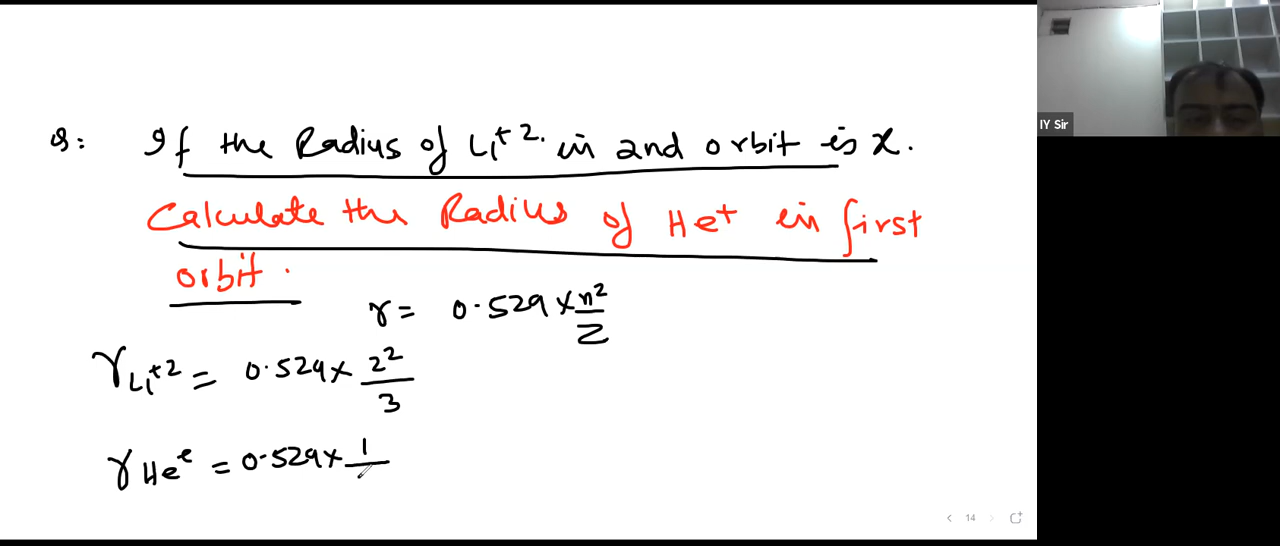 Q: If the Radius of Li+2. in 2nd orbit is x.
Calculate the Radius of He+ in first
orbit.
r = 0.529 × n²/Z
rLi+2 = 0.529 × 2²/3
rHe+ = 0.529 × 1/
IY Sir
14